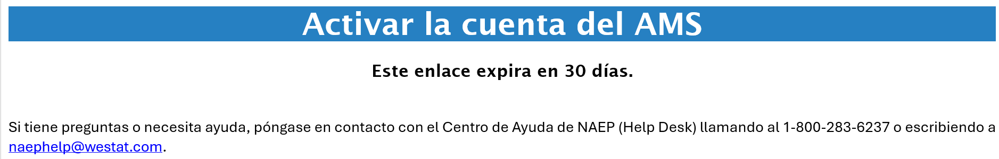 Activar la cuenta del AMS
Este enlace expira en 30 días.
Si tiene preguntas o necesita ayuda, póngase en contacto con el Centro de Ayuda de NAEP (Help Desk) llamando al 1-800-283-6237 o escribiendo a
naephelp@westat.com.